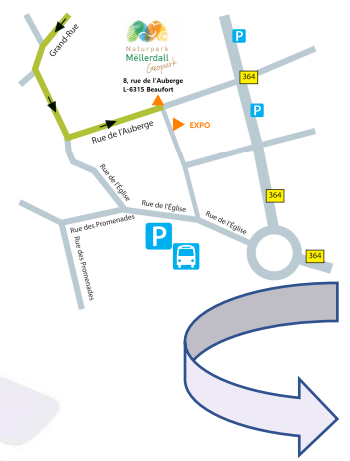 Grand-Rue
P
Naturpark
Mëllerdall
Geopark
8, rue de l'Auberge
L-6315 Beaufort
364
P
EXPO
Rue de l'Auberge
Rue de l'Église
364
Rue de l'Église
Rue de l'Église
Rue des Promenades
P
Rue des Promenades
364